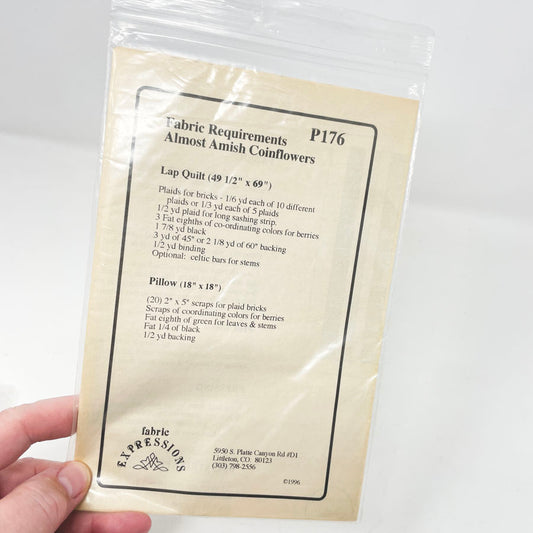 Fabric Requirements P176
Almost Amish Coinflowers
Lap Quilt (49 1/2" x 69")
Plaids for bricks - 1/6 yd each of 10 different
plaids or 1/3 yd each of 5 plaids
1/2 yd plaid for long sashing strip.
3 Fat eighths of co-ordinating colors for berries
1 7/8 yd black
3 yd of 45" or 2 1/8 yd of 60" backing
1/2 yd binding
Optional: celtic bars for stems
Pillow (18" x 18")
(20) 2" x 5" scraps for plaid bricks
Scraps of coordinating colors for berries
Fat eighth of green for leaves & stems
Fat 1/4 of black
1/2 yd backing
fabric
EXPRESSIONS
5950 S. Platte Canyon Rd #D1
Littleton, CO. 80123
(303) 798-2556
©1996